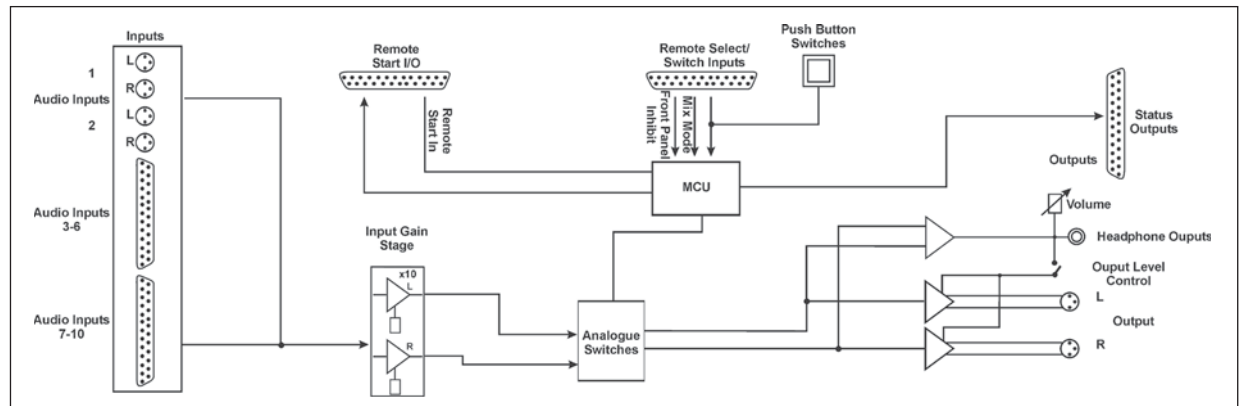 Inputs
L
1
R
Audio Inputs
L
2
R
Audio Inputs
3-6
Audio Inputs
7-10
Remote
Start I/O
Remote
Start In
Remote Select/
Switch Inputs
Front Panel
Inhibit
Mix Mode
Push Button
Switches
MCU
Status
Outputs
Outputs
Input Gain
Stage
x10
L
R
Analogue
Switches
Volume
Headphone Ouputs
Ouput Level
Control
L
Output
R